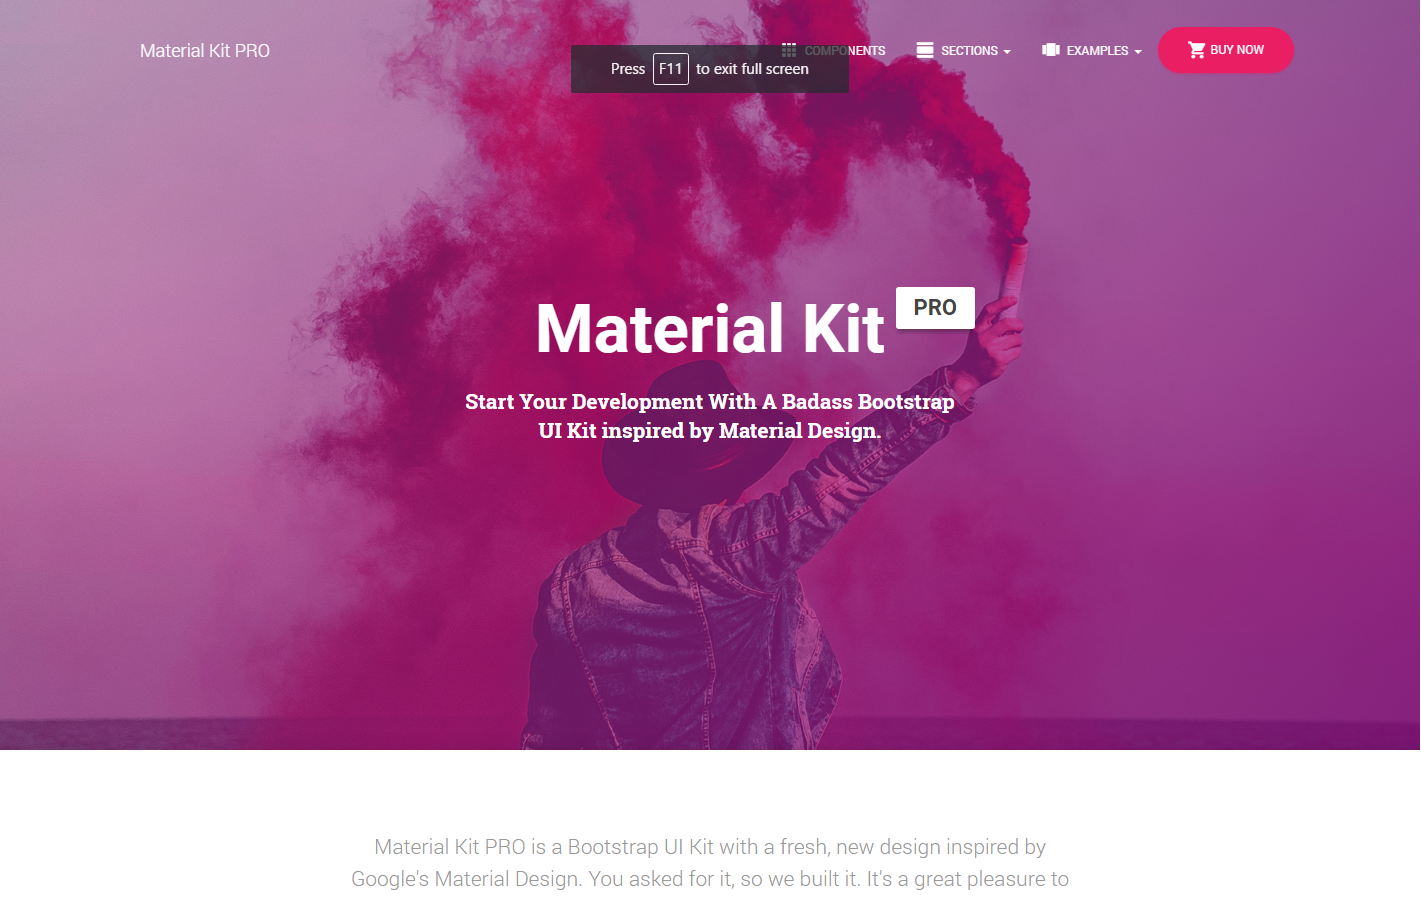 Material Kit PRO
COMPONENTS
SECTIONS
EXAMPLES
BUY NOW
Press F11 to exit full screen
Material Kit PRO
Start Your Development With A Badass Bootstrap
UI Kit inspired by Material Design.
Material Kit PRO is a Bootstrap UI Kit with a fresh, new design inspired by
Google's Material Design. You asked for it, so we built it. It's a great pleasure to